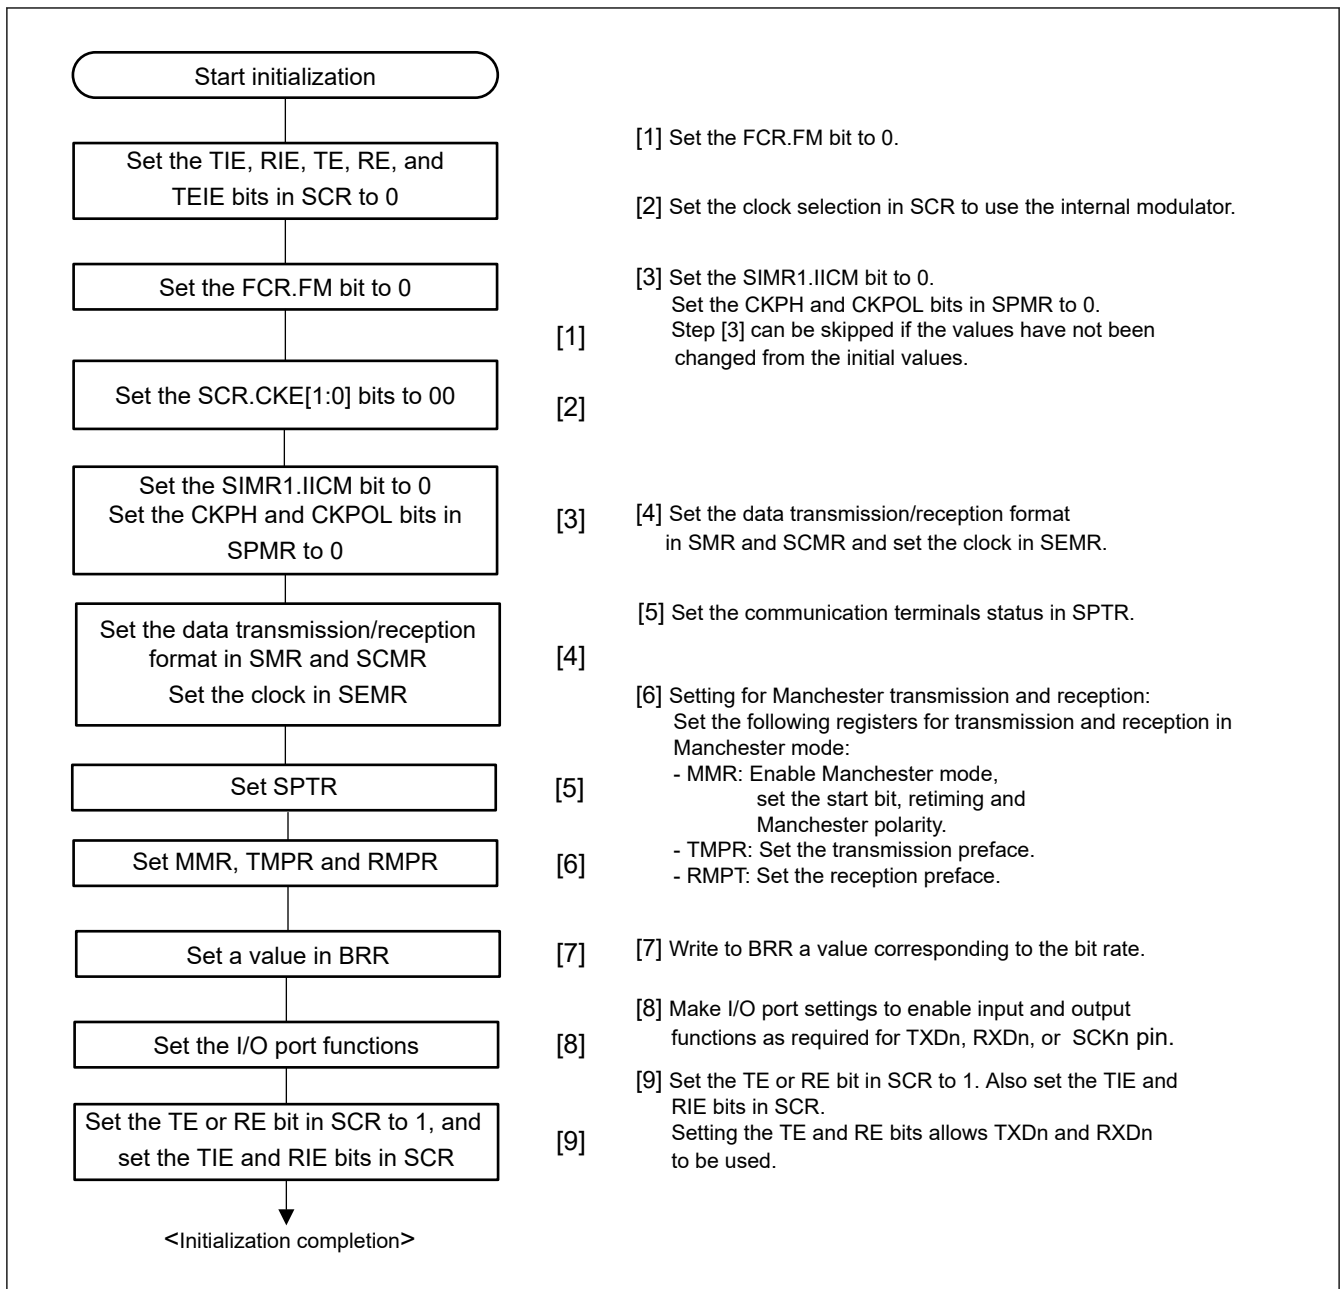 Start initialization
Set the TIE, RIE, TE, RE, and
TEIE bits in SCR to 0
Set the FCR.FM bit to 0
[1]
Set the SCR.CKE[1:0] bits to 00
[2]
Set the SIMR1.IICM bit to 0
Set the CKPH and CKPOL bits in
SPMR to 0
[3]
Set the data transmission/reception
format in SMR and SCMR
Set the clock in SEMR
[4]
Set SPTR
[5]
Set MMR, TMPR and RMPR
[6]
Set a value in BRR
[7]
Set the I/O port functions
[8]
Set the TE or RE bit in SCR to 1, and
set the TIE and RIE bits in SCR
[9]
<Initialization completion>
[1] Set the FCR.FM bit to 0.
[2] Set the clock selection in SCR to use the internal modulator.
[3] Set the SIMR1.IICM bit to 0.
Set the CKPH and CKPOL bits in SPMR to 0.
Step [3] can be skipped if the values have not been
changed from the initial values.
[4] Set the data transmission/reception format
in SMR and SCMR and set the clock in SEMR.
[5] Set the communication terminals status in SPTR.
[6] Setting for Manchester transmission and reception:
Set the following registers for transmission and reception in
Manchester mode:
- MMR: Enable Manchester mode,
set the start bit, retiming and
Manchester polarity.
- TMPR: Set the transmission preface.
- RMPT: Set the reception preface.
[7] Write to BRR a value corresponding to the bit rate.
[8] Make I/O port settings to enable input and output
functions as required for TXDn, RXDn, or SCKn pin.
[9] Set the TE or RE bit in SCR to 1. Also set the TIE and
RIE bits in SCR.
Setting the TE and RE bits allows TXDn and RXDn
to be used.